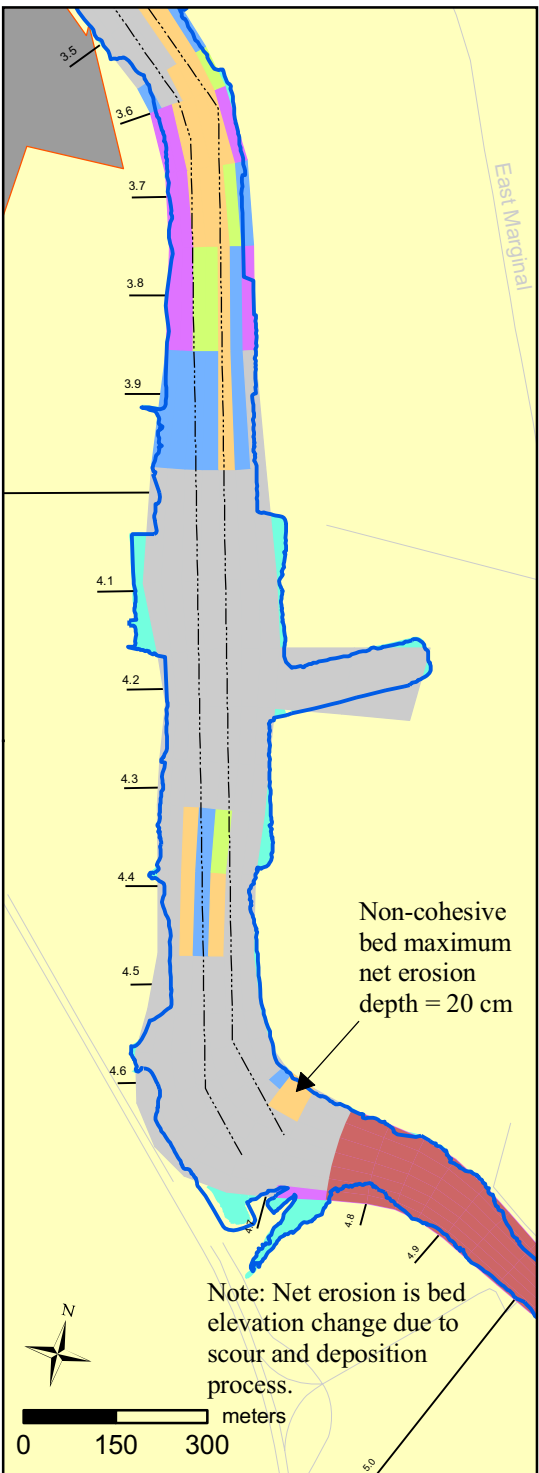 3.5
3.6
3.7
East Marginal
3.8
3.9
4.1
4.2
4.3
4.4
Non-cohesive
bed maximum
net erosion
depth = 20 cm
4.5
4.6
4.7
4.8
4.9
Note: Net erosion is bed
elevation change due to
scour and deposition
process.
N
meters
0 150 300
5.0